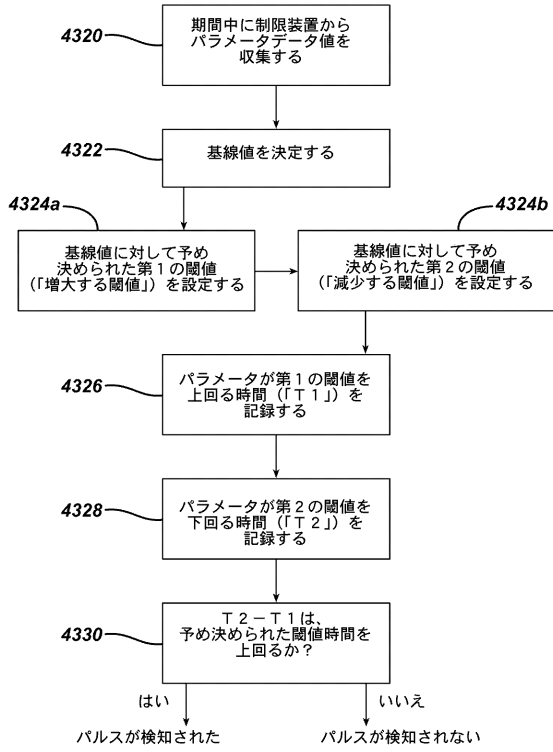 4320
期間中に制限装置から
パラメータデータ値を
収集する
4322
基線値を決定する
4324a
基線値に対して予め
決められた第1の閾値
(「増大する閾値」) を設定する
4324b
基線値に対して予め
決められた第2の閾値
(「減少する閾値」) を設定する
4326
パラメータが第1の閾値を
上回る時間 (「T1」) を
記録する
4328
パラメータが第2の閾値を
下回る時間 (「T2」) を
記録する
4330
T2-T1は、
予め決められた閾値時間を
上回るか?
はい
いいえ
パルスが検知された
パルスが検知されない